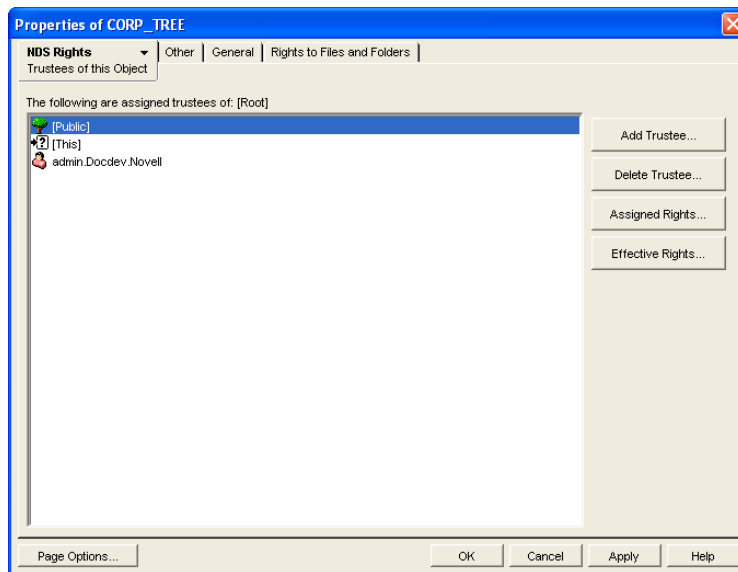 Properties of CORP_TREE
NDS Rights Other General Rights to Files and Folders
Trustees of this Object
The following are assigned trustees of: [Root]
[Public]
[This]
admin.Docdev.Novell
Add Trustee...
Delete Trustee...
Assigned Rights...
Effective Rights...
Page Options... OK Cancel Apply Help